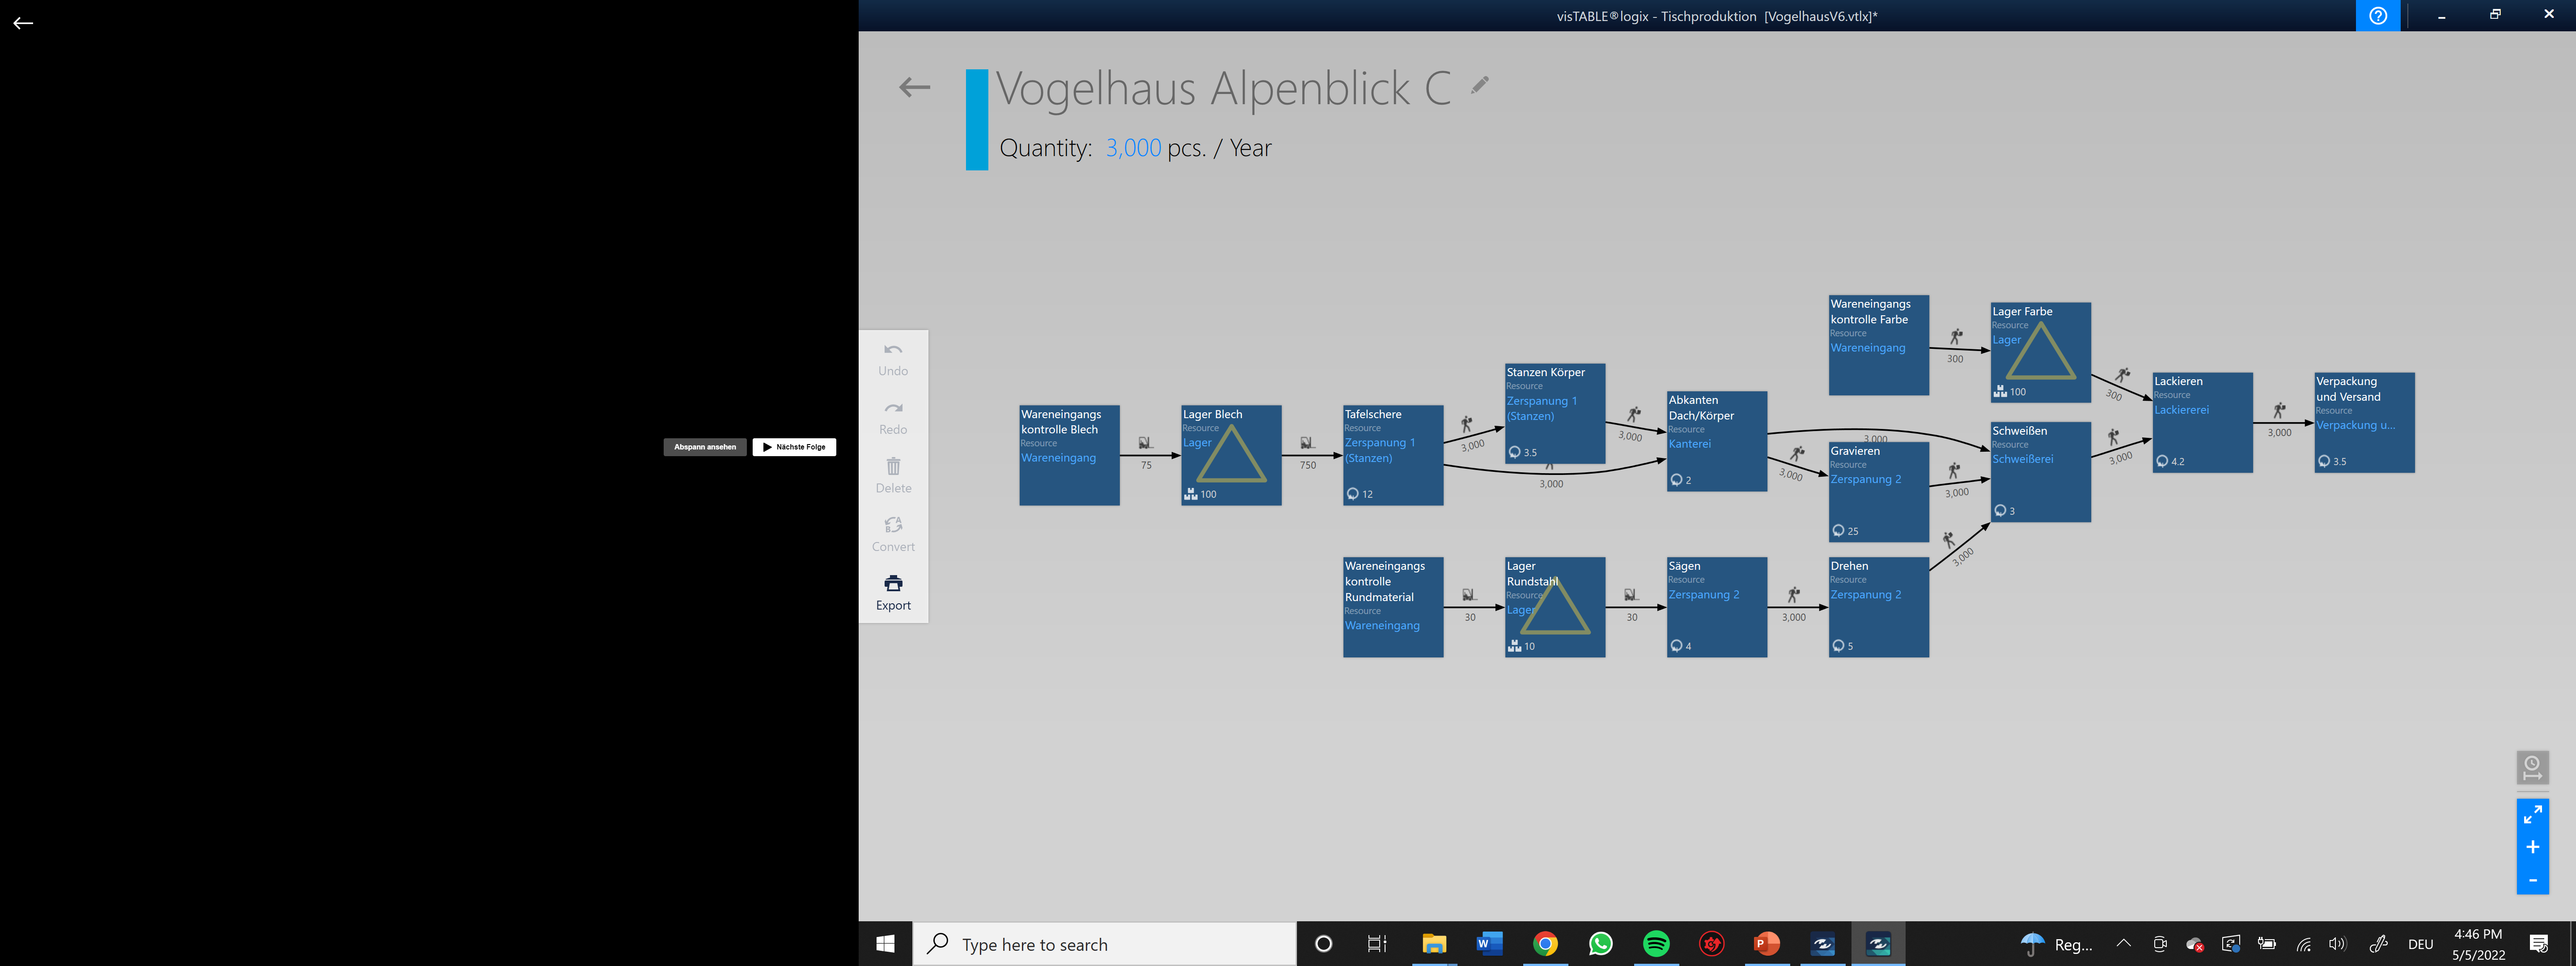 Abspann ansehen
Nächste Folge
visTABLE®logix - Tischproduktion [VogelhausV6.vtlx]*
Vogelhaus Alpenblick C
Quantity: 3,000 pcs. / Year
Undo
Redo
Delete
Convert
Export
Wareneingangs
kontrolle Blech
Resource
Wareneingang
75
Lager Blech
Resource
Lager
100
750
Tafelschere
Resource
Zerspanung 1
(Stanzen)
12
3,000
3,000
Stanzen Körper
Resource
Zerspanung 1
(Stanzen)
3.5
3,000
Abkanten
Dach/Körper
Resource
Kanterei
2
3,000
3,000
Gravieren
Resource
Zerspanung 2
25
3,000
Wareneingangs
kontrolle Farbe
Resource
Wareneingang
300
Lager Farbe
Resource
Lager
100
300
Schweißen
Resource
Schweißerei
3
3,000
Lackieren
Resource
Lackiererei
4.2
3,000
Verpackung
und Versand
Resource
Verpackung u...
3.5
Wareneingangs
kontrolle
Rundmaterial
Resource
Wareneingang
30
Lager
Rundstahl
Resource
Lager
10
30
Sägen
Resource
Zerspanung 2
4
3,000
Drehen
Resource
Zerspanung 2
5
3,000
Type here to search
Reg...
DEU
4:46 PM
5/5/2022